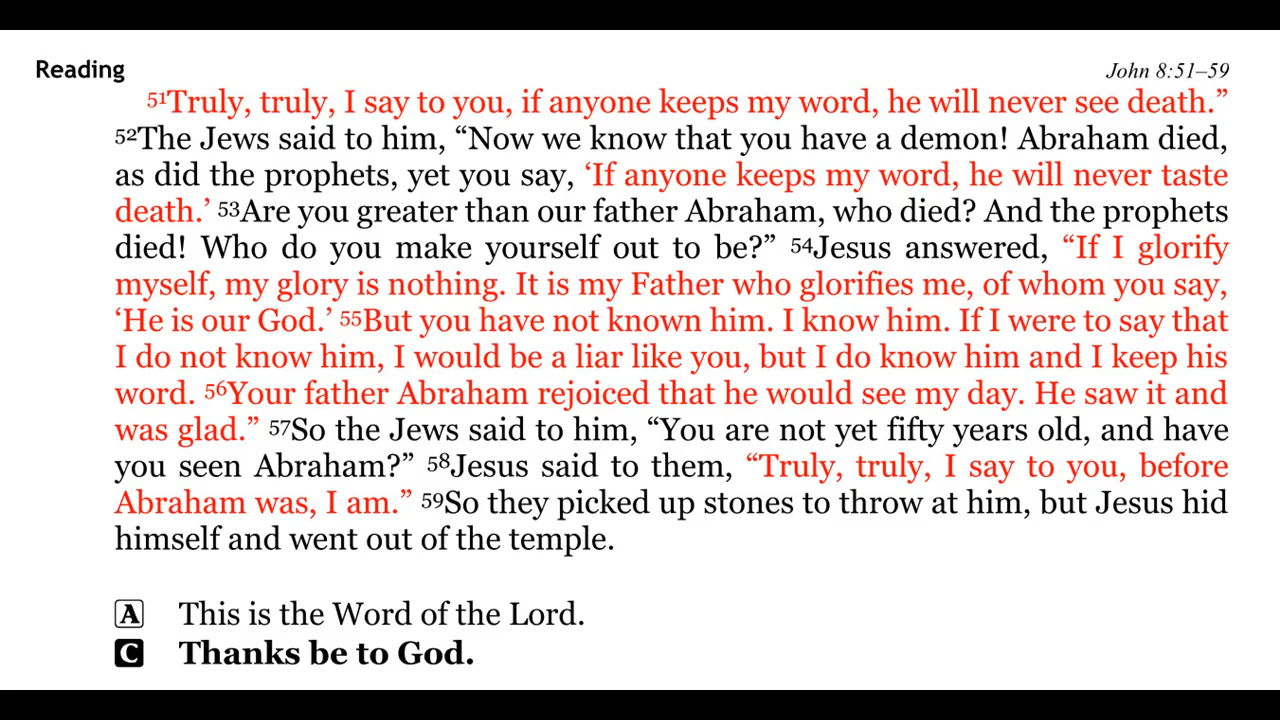 Reading
John 8:51–59
51Truly, truly, I say to you, if anyone keeps my word, he will never see death.”
52The Jews said to him, “Now we know that you have a demon! Abraham died,
as did the prophets, yet you say, ‘If anyone keeps my word, he will never taste
death.’ 53Are you greater than our father Abraham, who died? And the prophets
died! Who do you make yourself out to be?” 54Jesus answered, “If I glorify
myself, my glory is nothing. It is my Father who glorifies me, of whom you say,
‘He is our God.’ 55But you have not known him. I know him. If I were to say that
I do not know him, I would be a liar like you, but I do know him and I keep his
word. 56Your father Abraham rejoiced that he would see my day. He saw it and
was glad.” 57So the Jews said to him, “You are not yet fifty years old, and have
you seen Abraham?” 58Jesus said to them, “Truly, truly, I say to you, before
Abraham was, I am.” 59So they picked up stones to throw at him, but Jesus hid
himself and went out of the temple.
A This is the Word of the Lord.
C Thanks be to God.